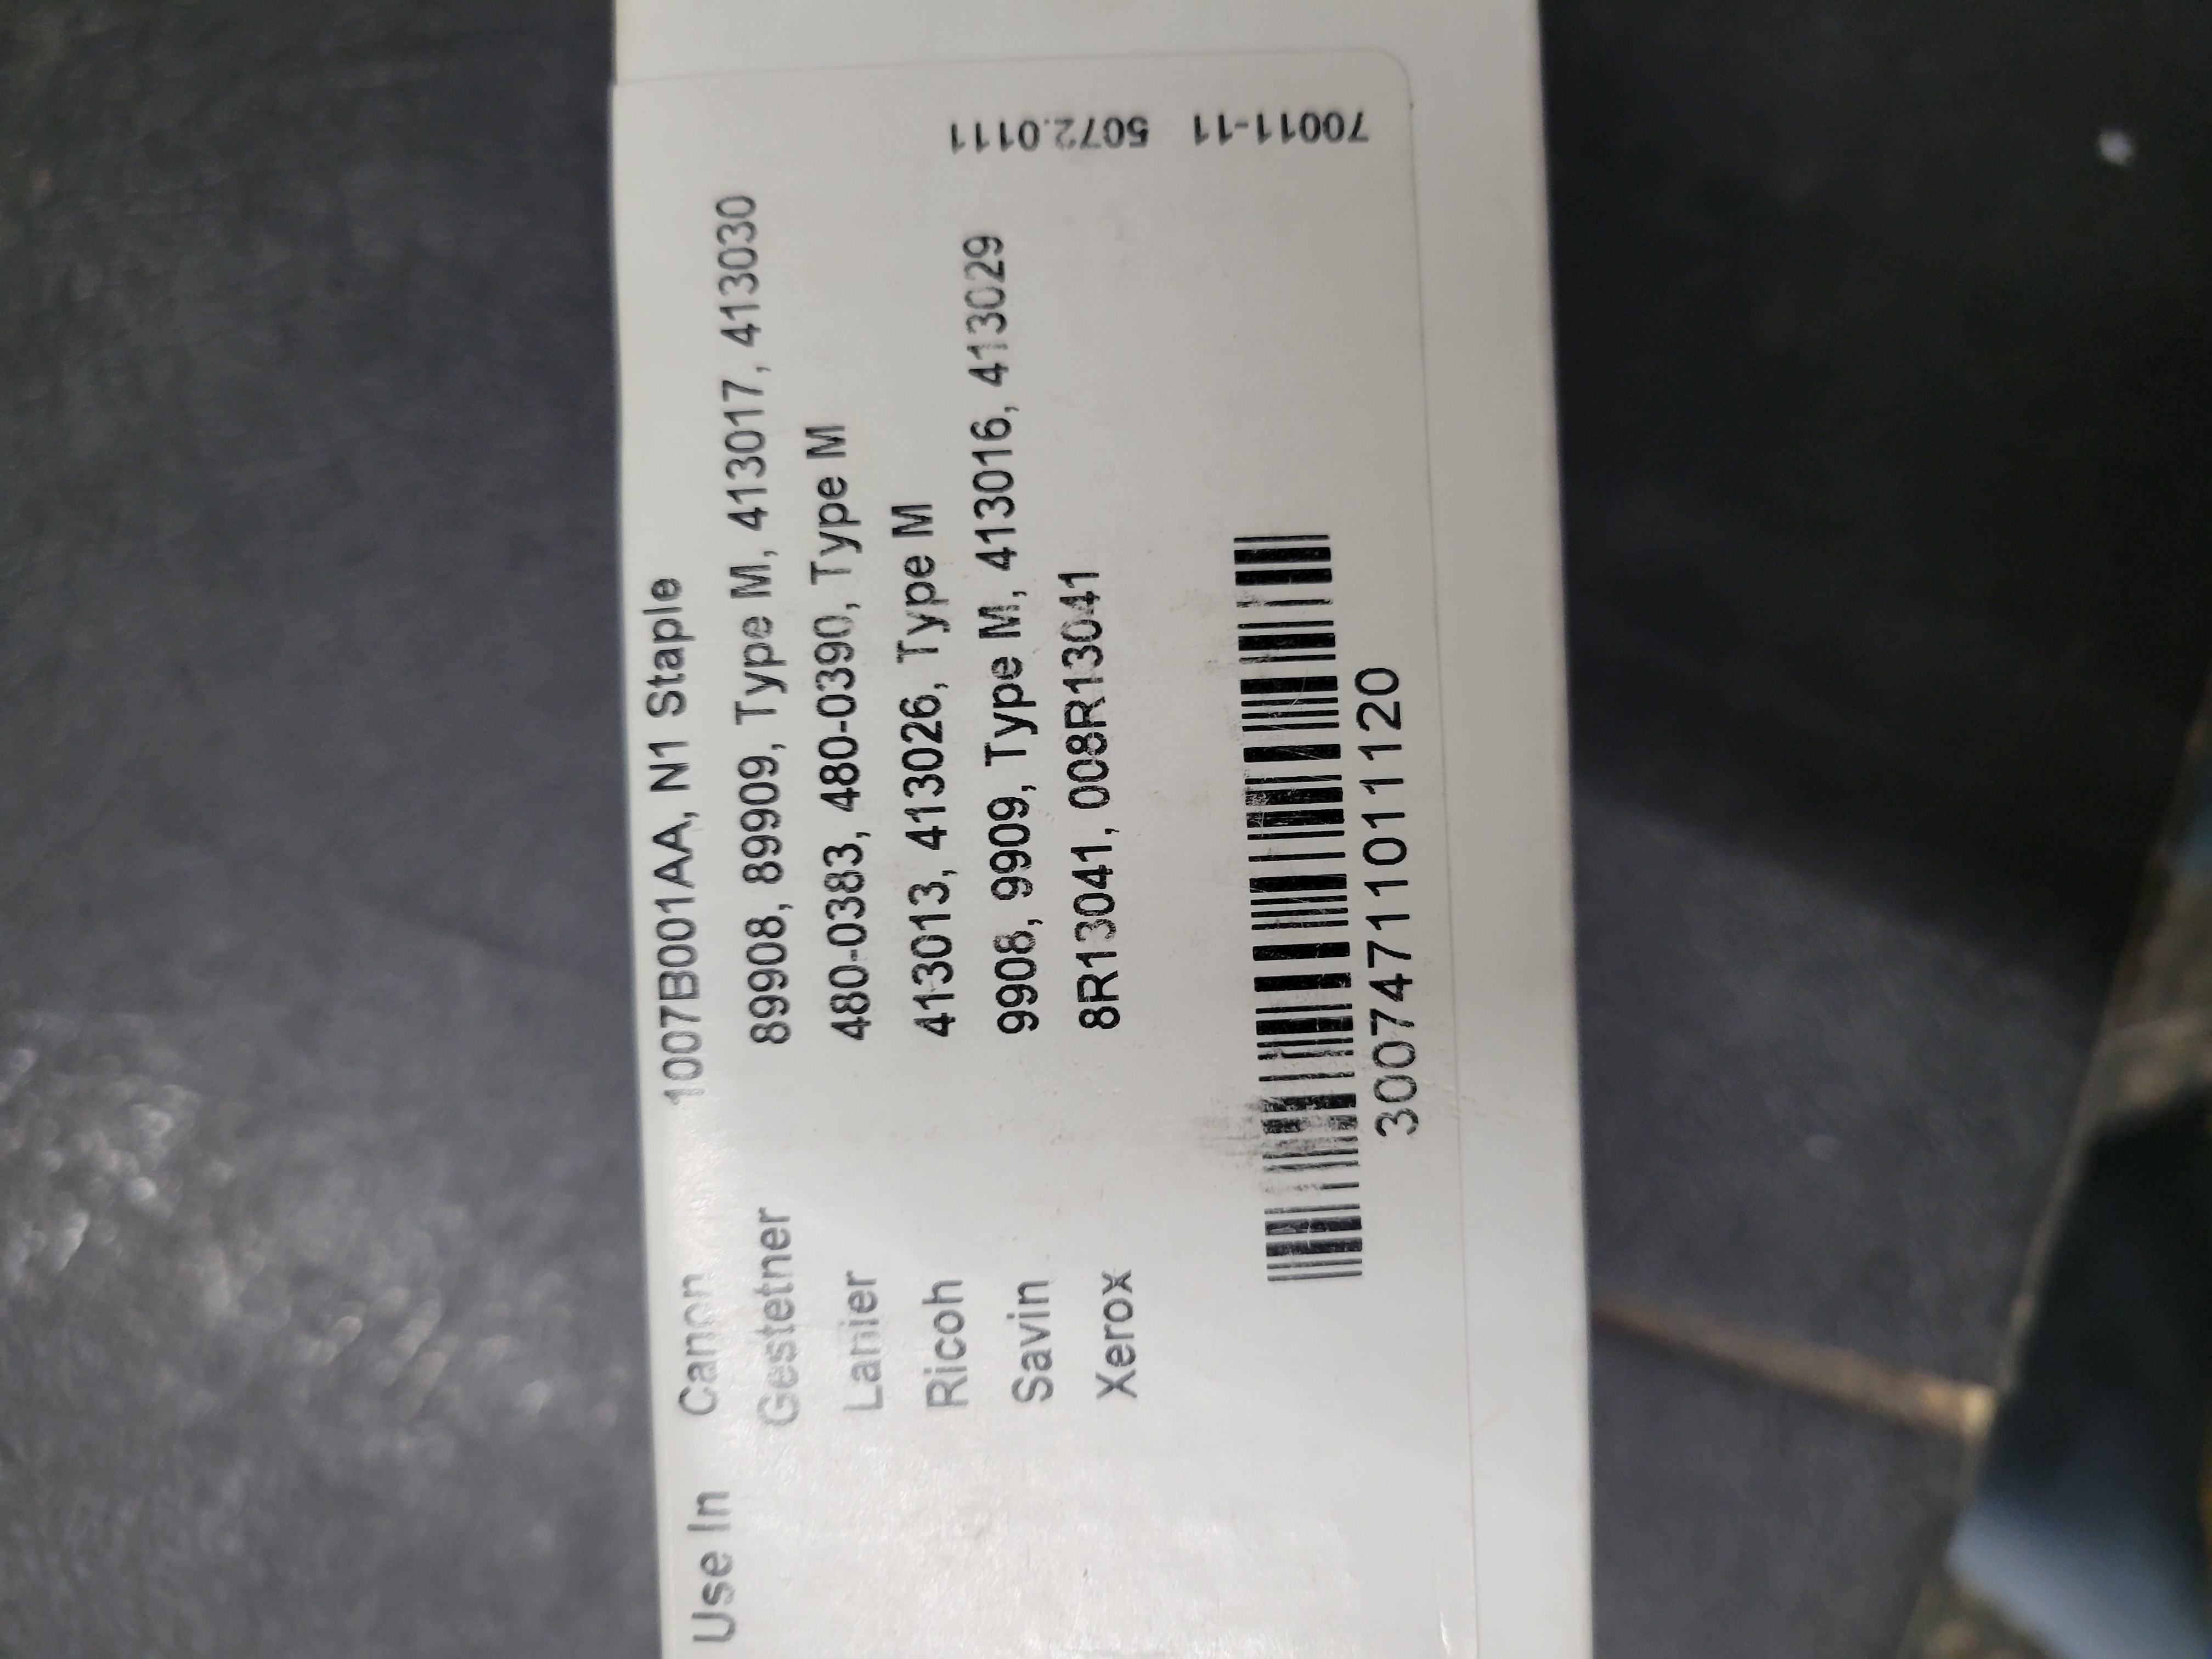 Use In Canon 1007B001AA, N1 Staple
Gestetner 89908, 89909, Type M, 413017, 413030
Lanier 480-0383, 480-0390, Type M
Ricoh 413013, 413026, Type M
Savin 9908, 9909, Type M, 413016, 413029
Xerox 8R13041, 008R13041
30074711011120
70011-11 5072.0111